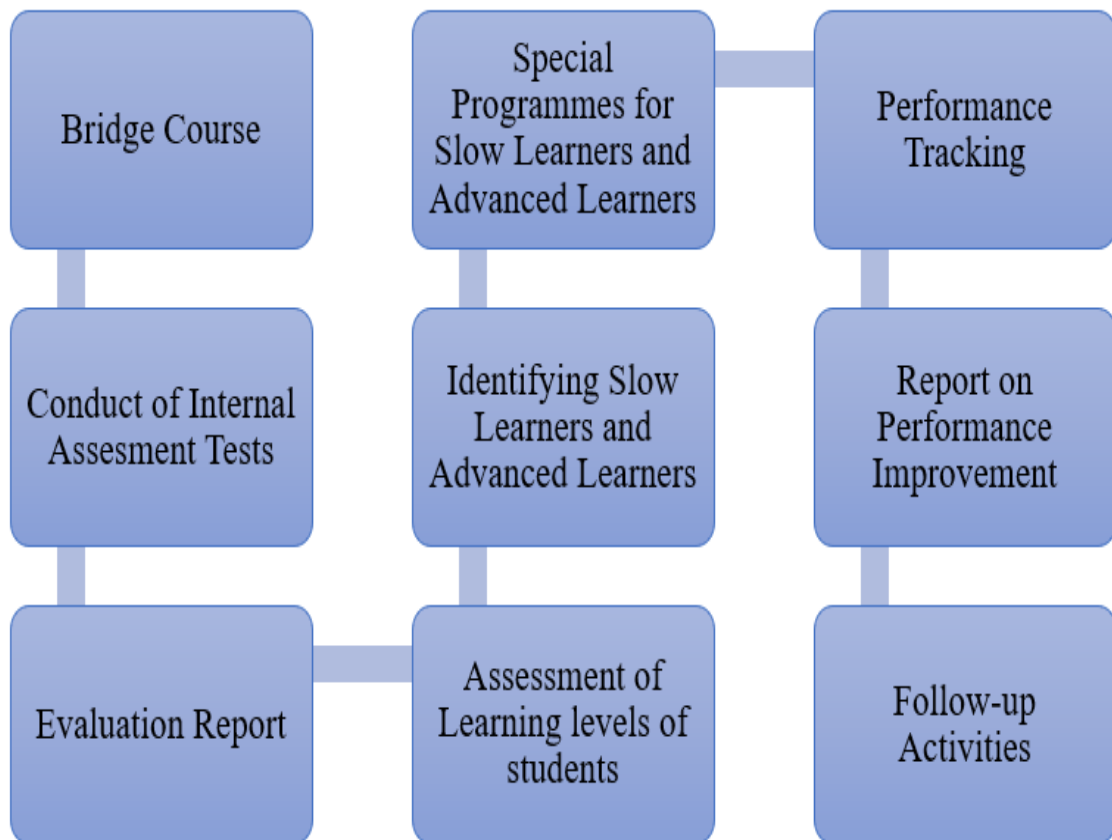 Bridge Course
Conduct of Internal
Assesment Tests
Evaluation Report
Assessment of
Learning levels of
students
Identifying Slow
Learners and
Advanced Learners
Special
Programmes for
Slow Learners and
Advanced Learners
Performance
Tracking
Report on
Performance
Improvement
Follow-up
Activities